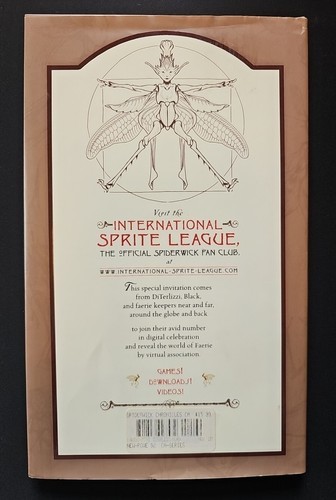 Visit the
INTERNATIONAL
SPRITE LEAGUE,
THE OFFICIAL SPIDERWICK FAN CLUB,
at
WWW.INTERNATIONAL-SPRITE-LEAGUE.COM
This special invitation comes
from DiTerlizzi, Black,
and faerie keepers near and far,
around the globe and back
to join their avid number
in digital celebration
and reveal the world of Faerie
by virtual association
GAMES!
DOWNLOADS!
VIDEOS!